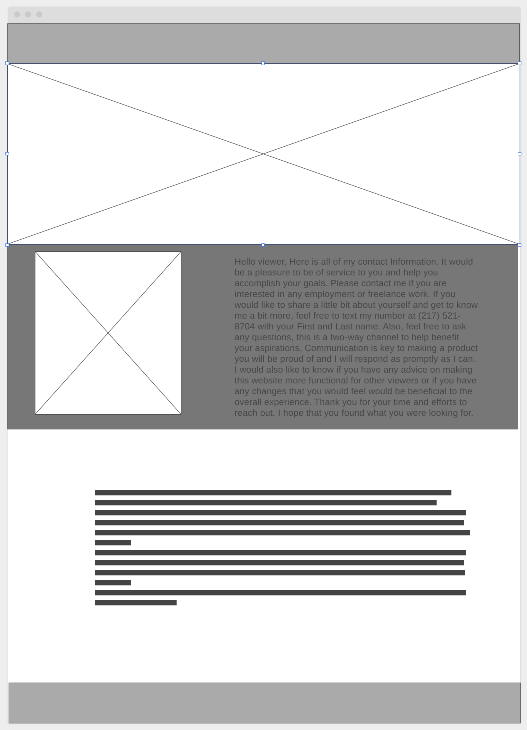 Hello viewer, Here is all of my contact Information. It would
be a pleasure to be of service to you and help you
accomplish your goals. Please contact me if you are
interested in any employment or freelance work. If you
would like to share a little bit about yourself and get to know
me a bit more, feel free to text my number at (217) 521-
8704 with your First and Last name. Also, feel free to ask
any questions, this is a two-way channel to help benefit
your aspirations. Communication is key to making a product
you will be proud of and I will respond as promptly as I can.
I would also like to know if you have any advice on making
this website more functional for other viewers or if you have
any changes that you would feel would be beneficial to the
overall experience. Thank you for your time and efforts to
reach out. I hope that you found what you were looking for.